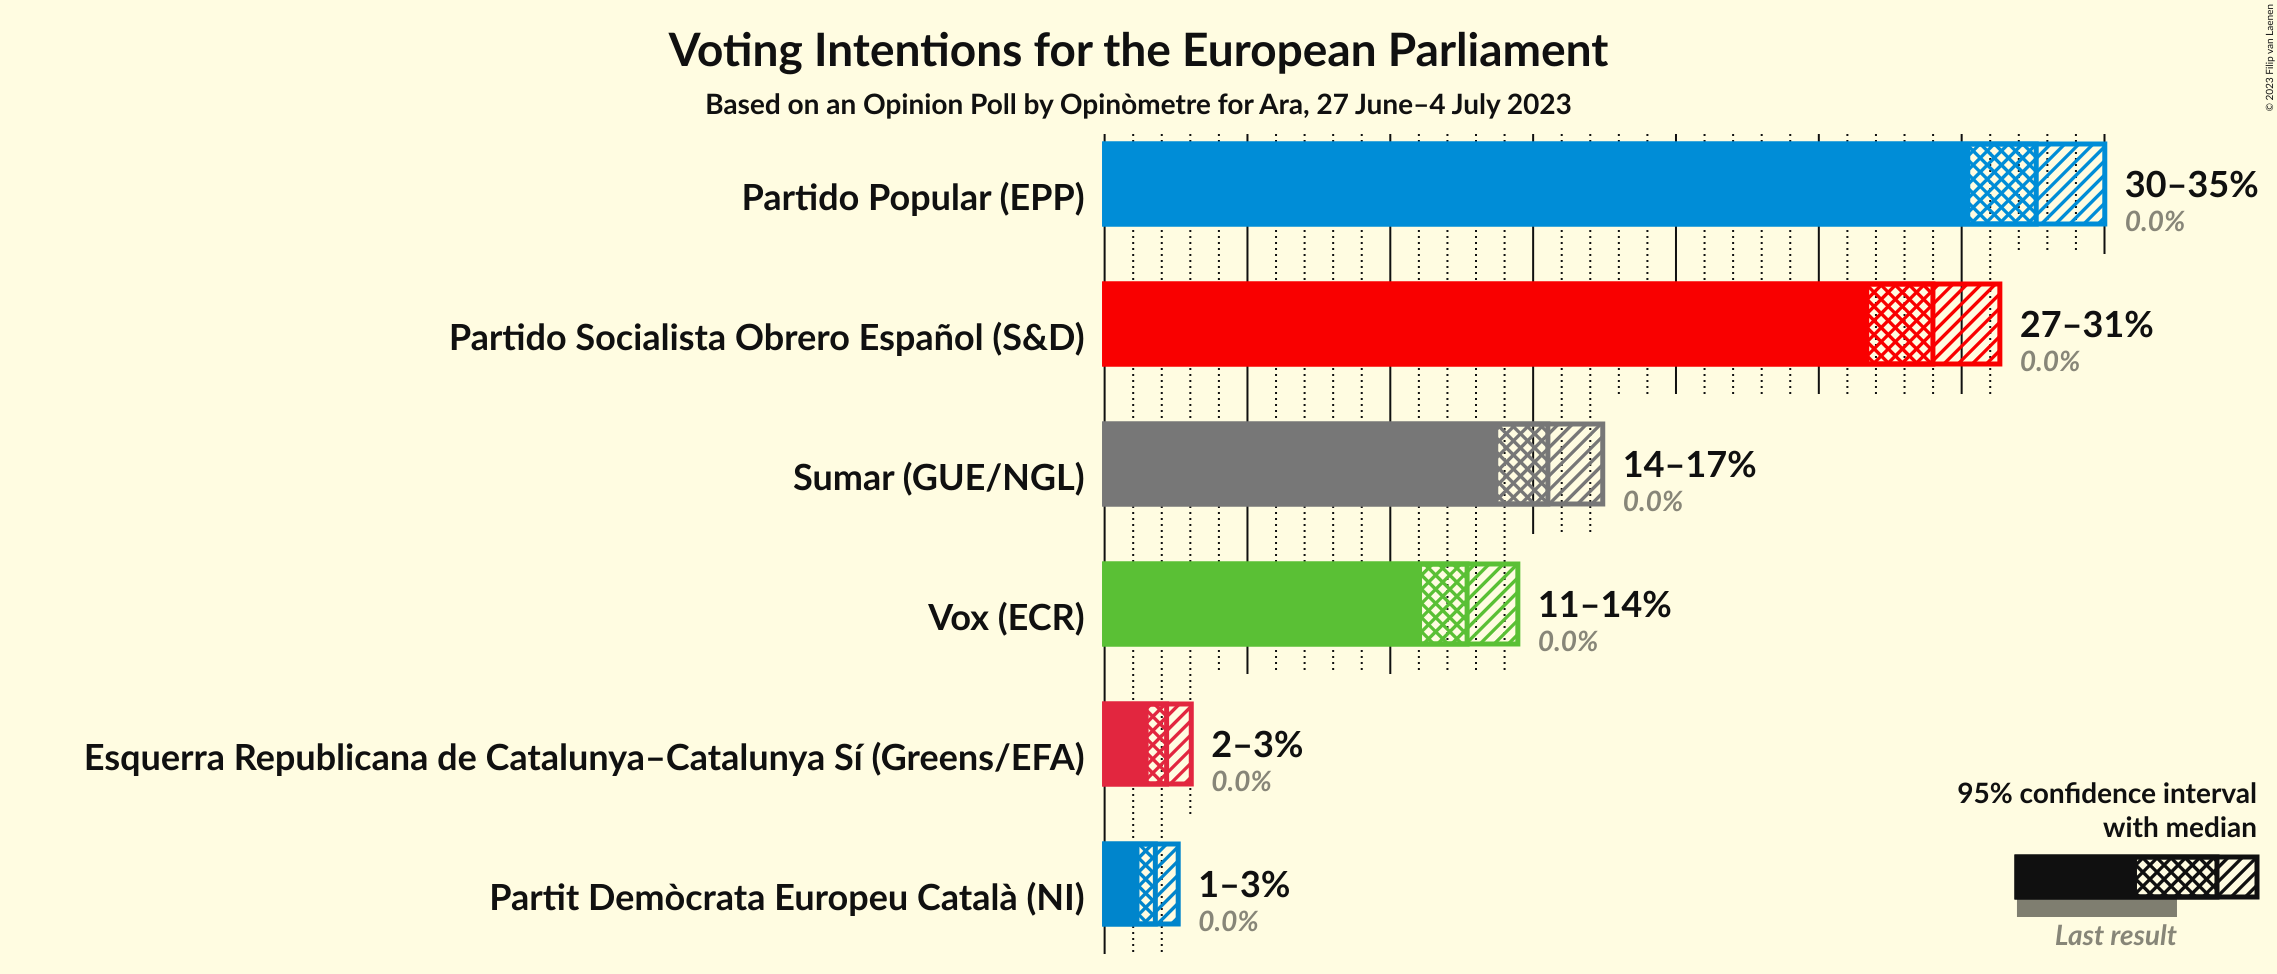 Voting Intentions for the European Parliament
Based on an Opinion Poll by Opinòmetre for Ara, 27 June–4 July 2023
© 2023 Filip van Laenen
Partido Popular (EPP)
30–35%
0.0%
Partido Socialista Obrero Español (S&D)
27–31%
0.0%
Sumar (GUE/NGL)
14–17%
0.0%
Vox (ECR)
11–14%
0.0%
Esquerra Republicana de Catalunya–Catalunya Sí (Greens/EFA)
2–3%
0.0%
Partit Demòcrata Europeu Català (NI)
1–3%
0.0%
95% confidence interval
with median
Last result